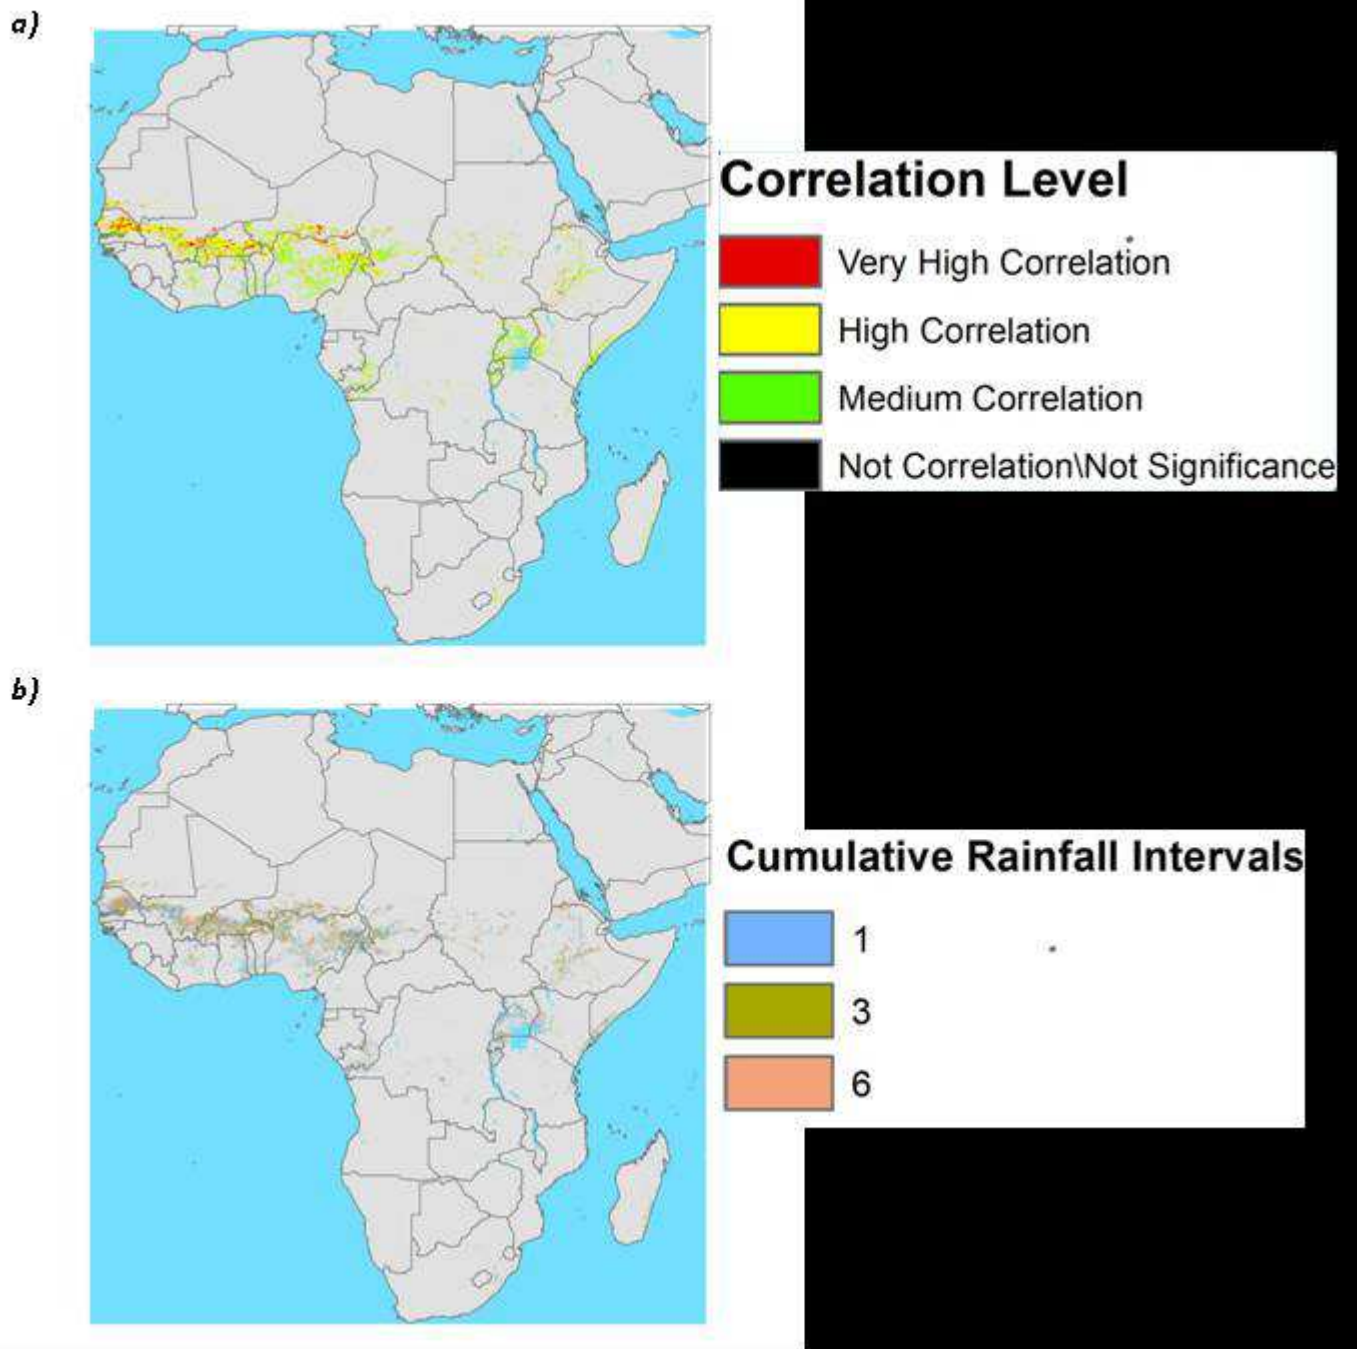 a)
Correlation Level
Very High Correlation
High Correlation
Medium Correlation
Not Correlation\Not Significance
b)
Cumulative Rainfall Intervals
1
3
6